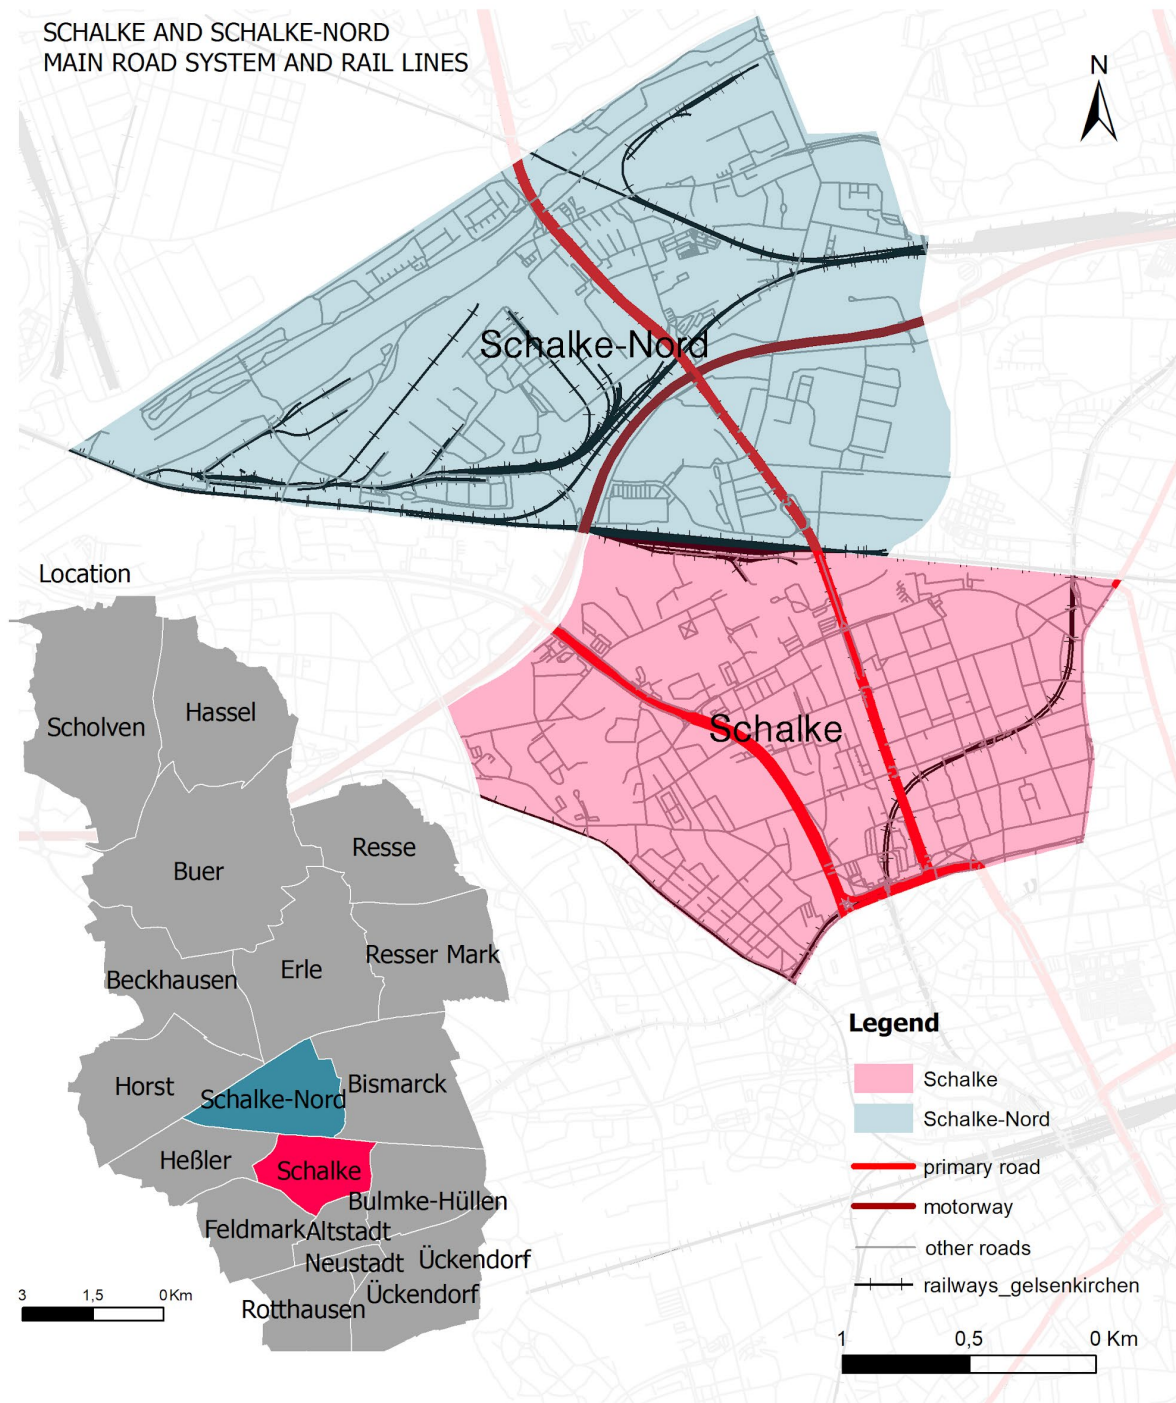 SCHALKE AND SCHALKE-NORD
MAIN ROAD SYSTEM AND RAIL LINES
N
Schalke-Nord
Schalke
Location
Scholven
Hassel
Buer
Resse
Beckhausen
Erle
Resser Mark
Horst
Schalke-Nord
Bismarck
Heßler
Schalke
Bulmke-Hüllen
Feldmark
Altstadt
Neustadt
Ückendorf
Ückendorf
Rotthausen
3 1,5 0 Km
Legend
Schalke
Schalke-Nord
primary road
motorway
other roads
railways_gelsenkirchen
1 0,5 0 Km